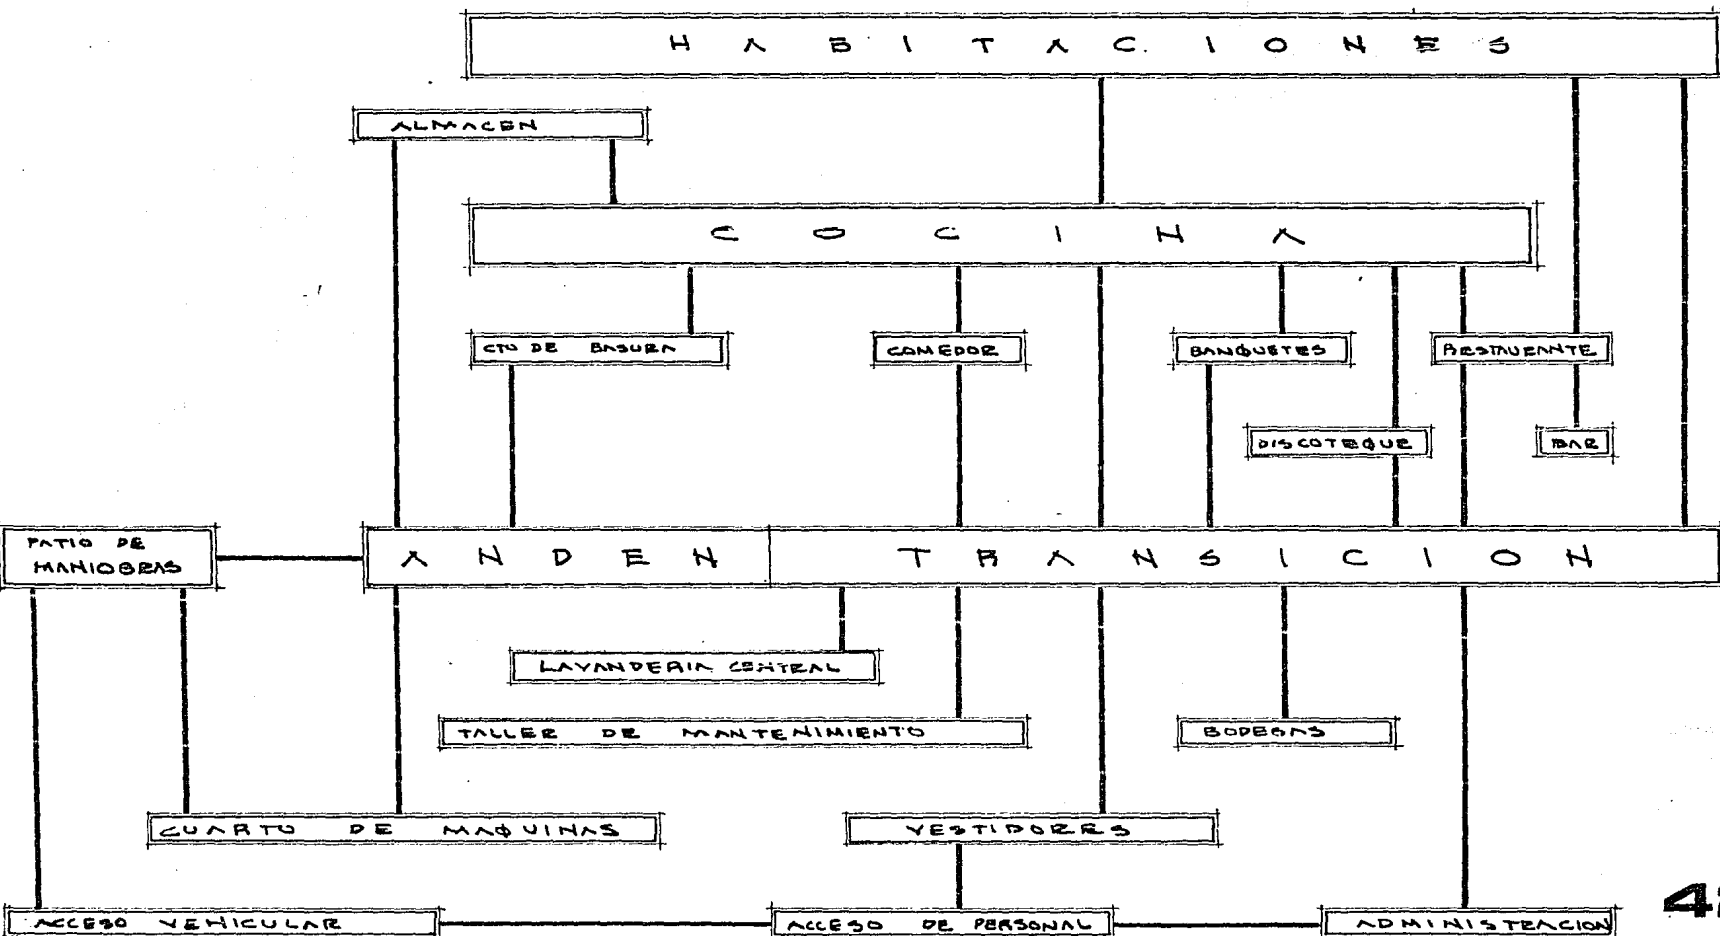 HABITACIONES
ALMACEN
COCINA
CTO DE BASURA
COMEDOR
BANQUETES
RESTAURANTE
DISCOTEQUE
BAR
PATIO DE
MANIOBRAS
ANDEN
TRANSICION
LAVANDERIA CENTRAL
TALLER DE MANTENIMIENTO
BODEGAS
CUARTO DE MAQUINAS
VESTIDORES
ACCESO VEHICULAR
ACCESO DE PERSONAL
ADMINISTRACION